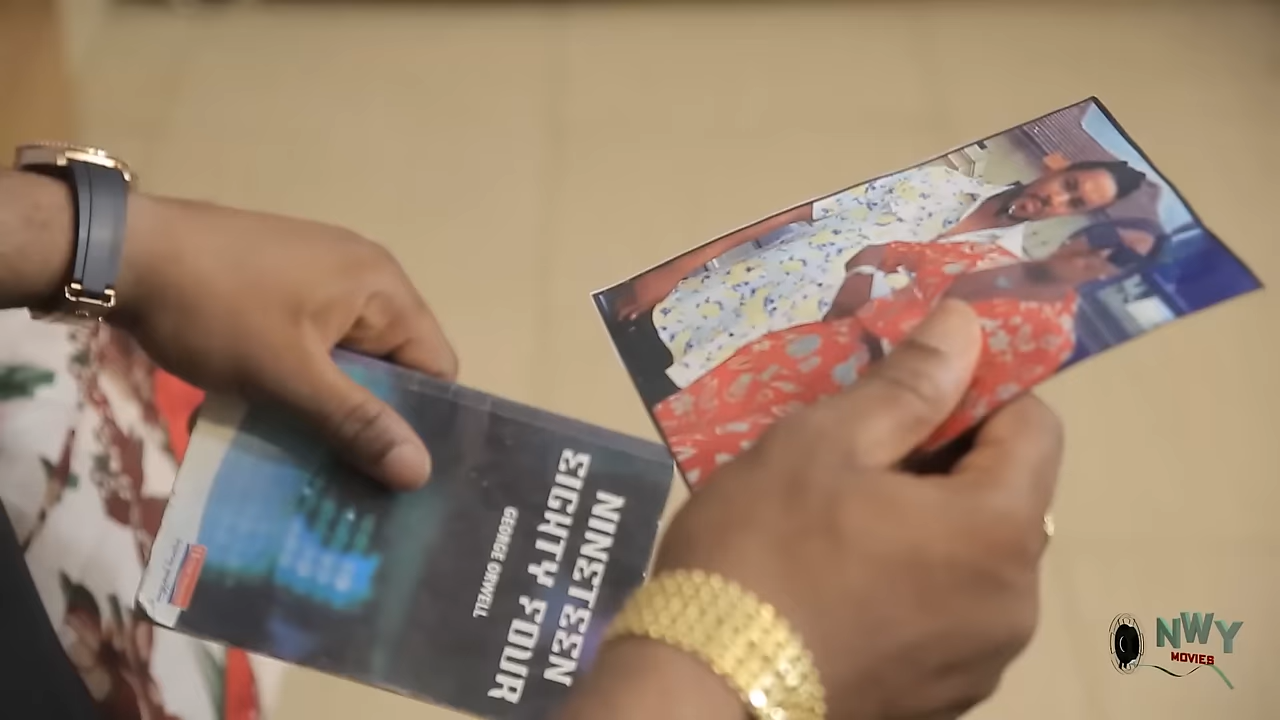 NINETEEN
EIGHTY FOUR
GEORGE ORWELL
NWY
MOVIES